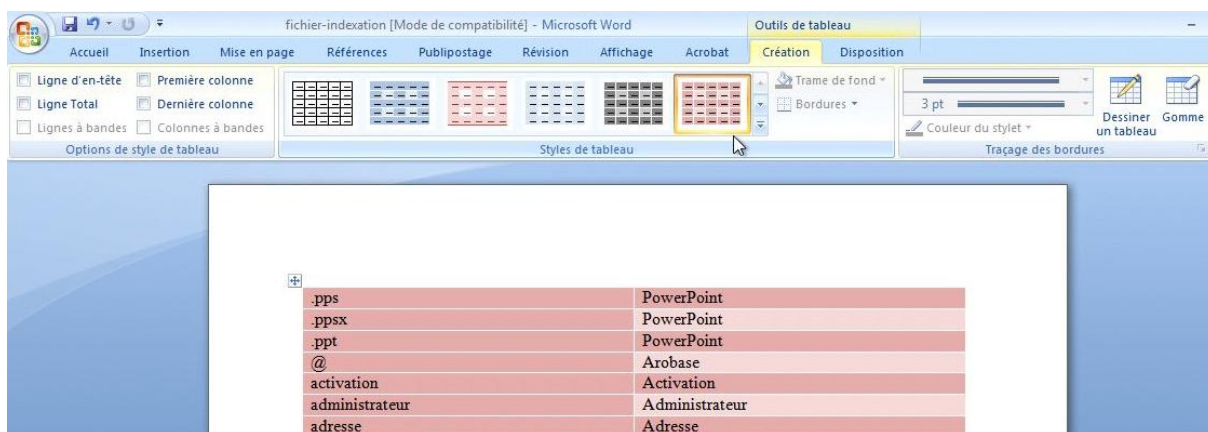 fichier-indexation [Mode de compatibilité] - Microsoft Word Outils de tableau
Accueil Insertion Mise en page Références Publipostage Révision Affichage Acrobat Création Disposition
Ligne d'en-tête Première colonne Trame de fond
Ligne Total Dernière colonne Bordures 3 pt
Lignes à bandes Colonnes à bandes Couleur du stylet Dessiner un tableau Gomme
Options de style de tableau Styles de tableau Traçage des bordures
.pps PowerPoint
.ppsx PowerPoint
.ppt PowerPoint
@ Arobase
activation Activation
administrateur Administrateur
adresse Adresse